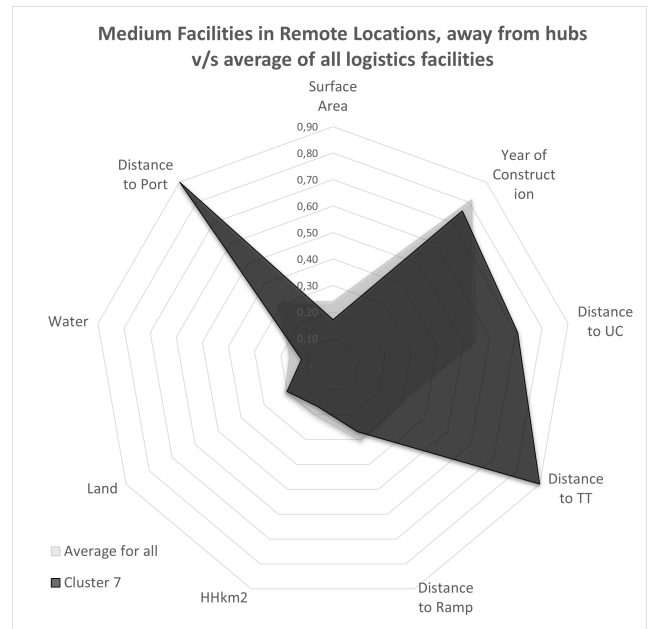 Medium Facilities in Remote Locations, away from hubs
v/s average of all logistics facilities
Surface
Area
0,90
0,80
0,70
0,60
0,50
0,40
0,30
0,20
0,10
-
Year of
Construct
ion
Distance
to UC
Distance
to TT
Distance
to Ramp
HHkm2
Land
Water
Distance
to Port
Average for all
Cluster 7